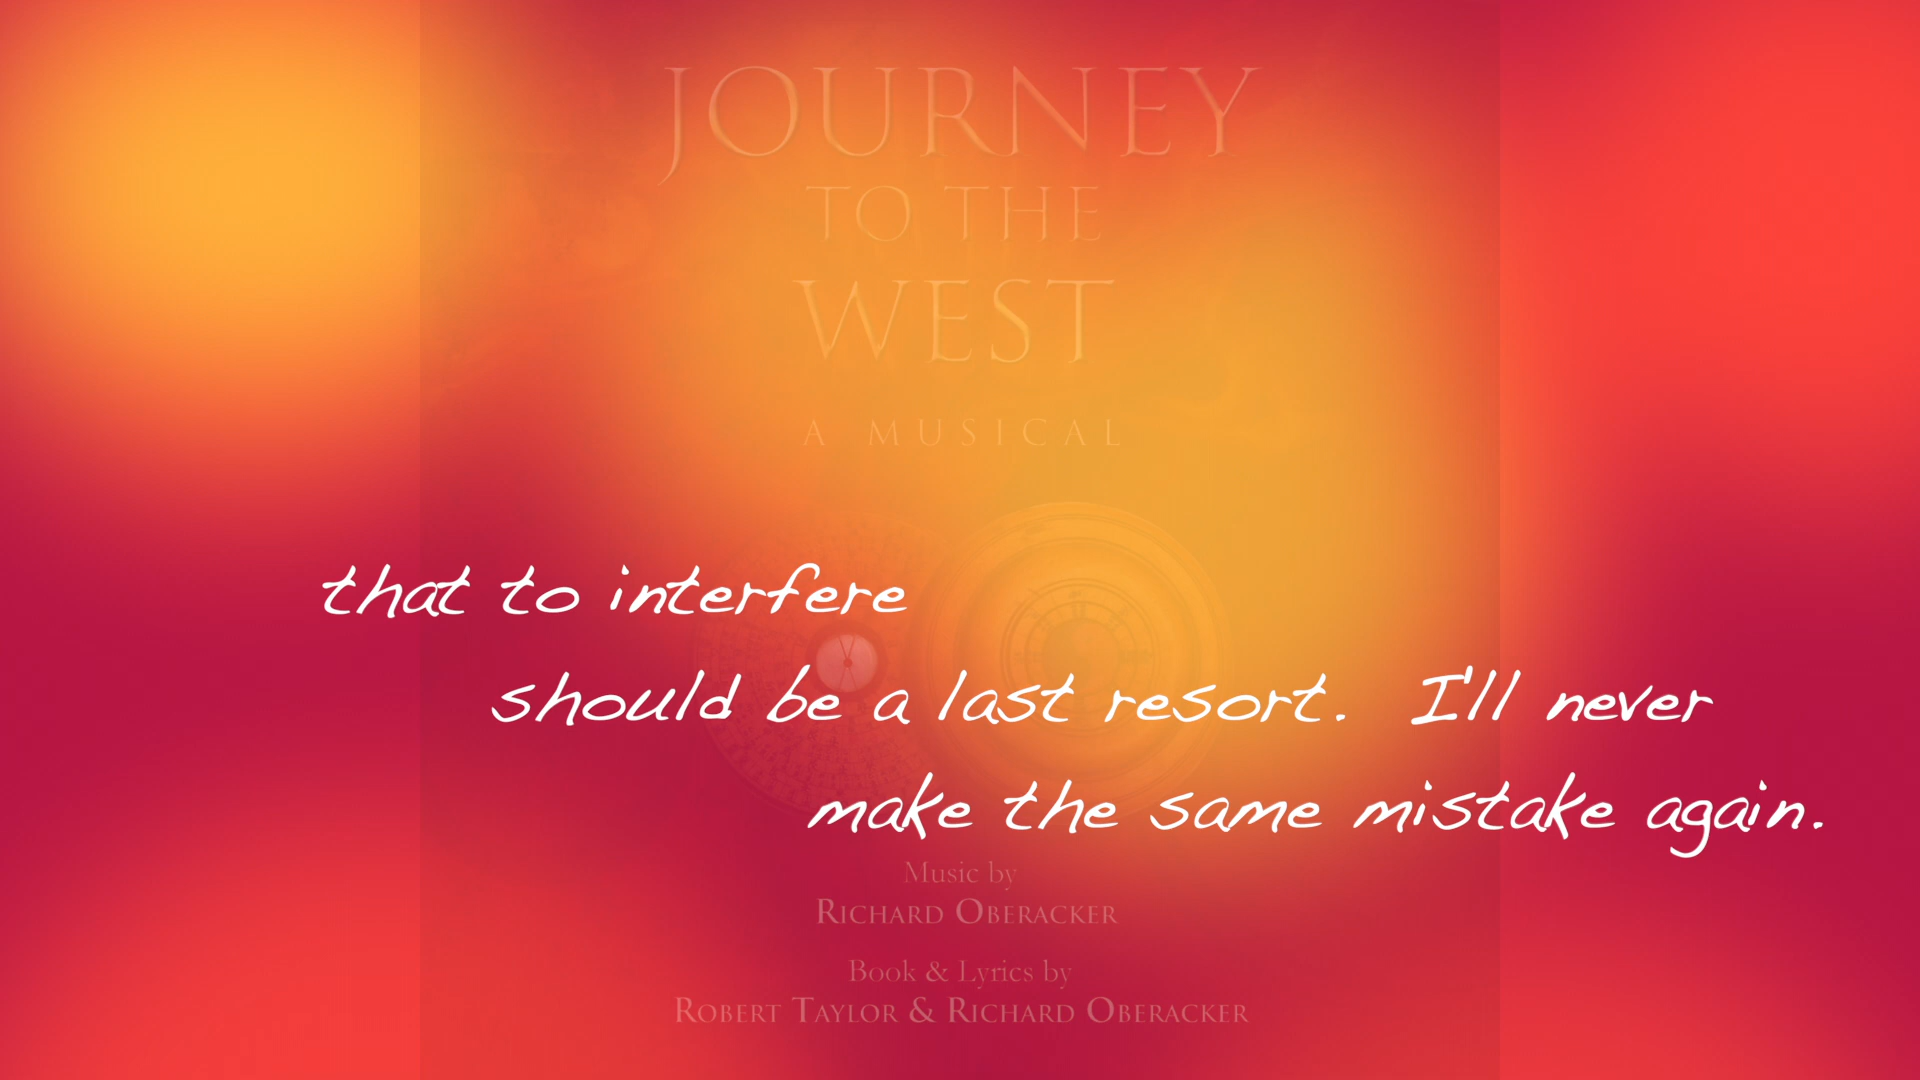 JOURNEY
TO THE
WEST
A MUSICAL
that to interfere
should be a last resort. I'll never
make the same mistake again.
Music by
RICHARD OBERACKER
Book & Lyrics by
ROBERT TAYLOR & RICHARD OBERACKER